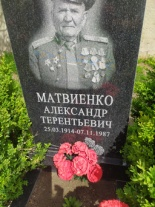 МАТВИЕНКО
АЛЕКСАНДР
ТЕРЕНТЬЕВИЧ
25.03.1914-07.11.1987